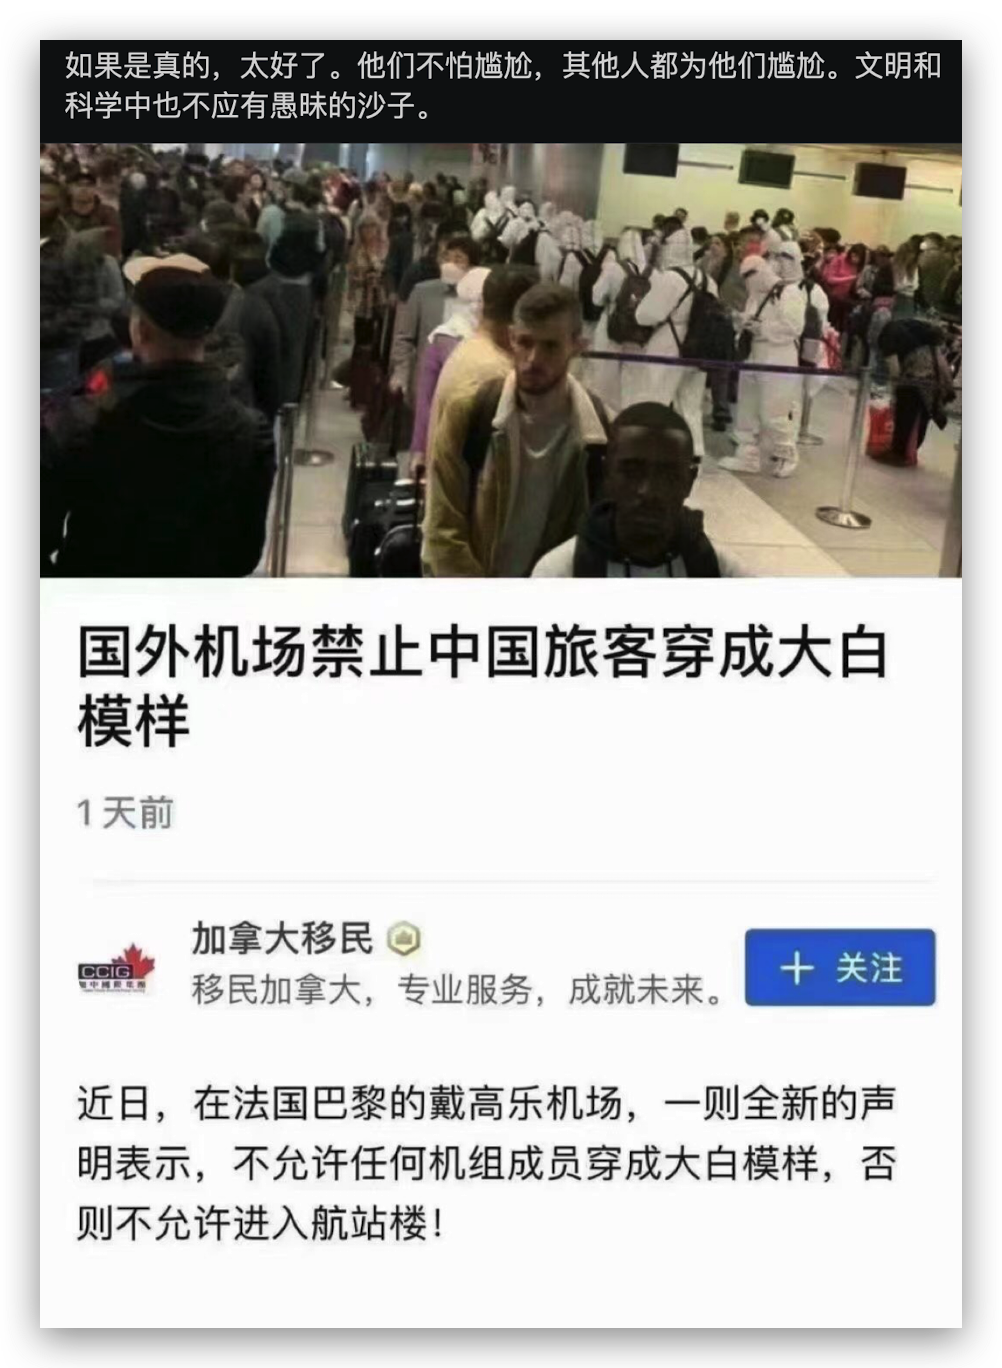 如果是真的，太好了。他们不怕尴尬，其他人都为他们尴尬。文明和
科学中也不应有愚昧的沙子。
国外机场禁止中国旅客穿成大白
模样
1 天前
加拿大移民
CCIG
移民加拿大，专业服务，成就未来。
＋ 关注
近日，在法国巴黎的戴高乐机场，一则全新的声
明表示，不允许任何机组成员穿成大白模样，否
则不允许进入航站楼！